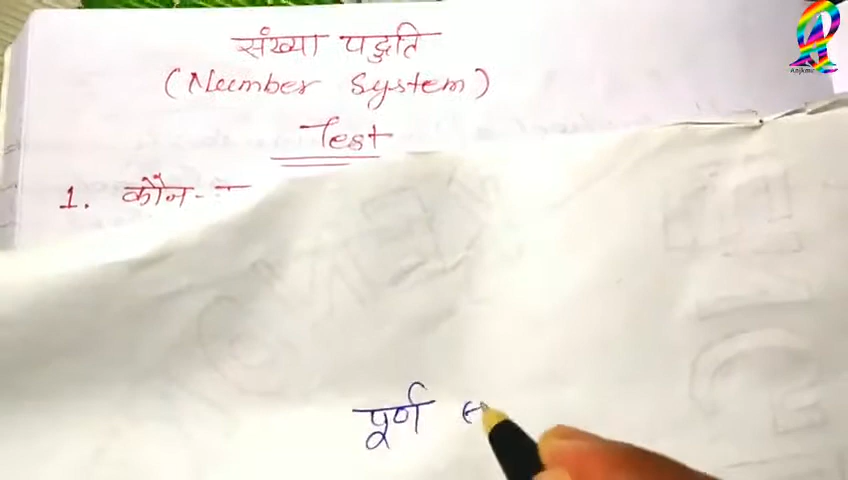 संख्या पद्धति
(Number System)
Test
1. कौन-
पूर्ण